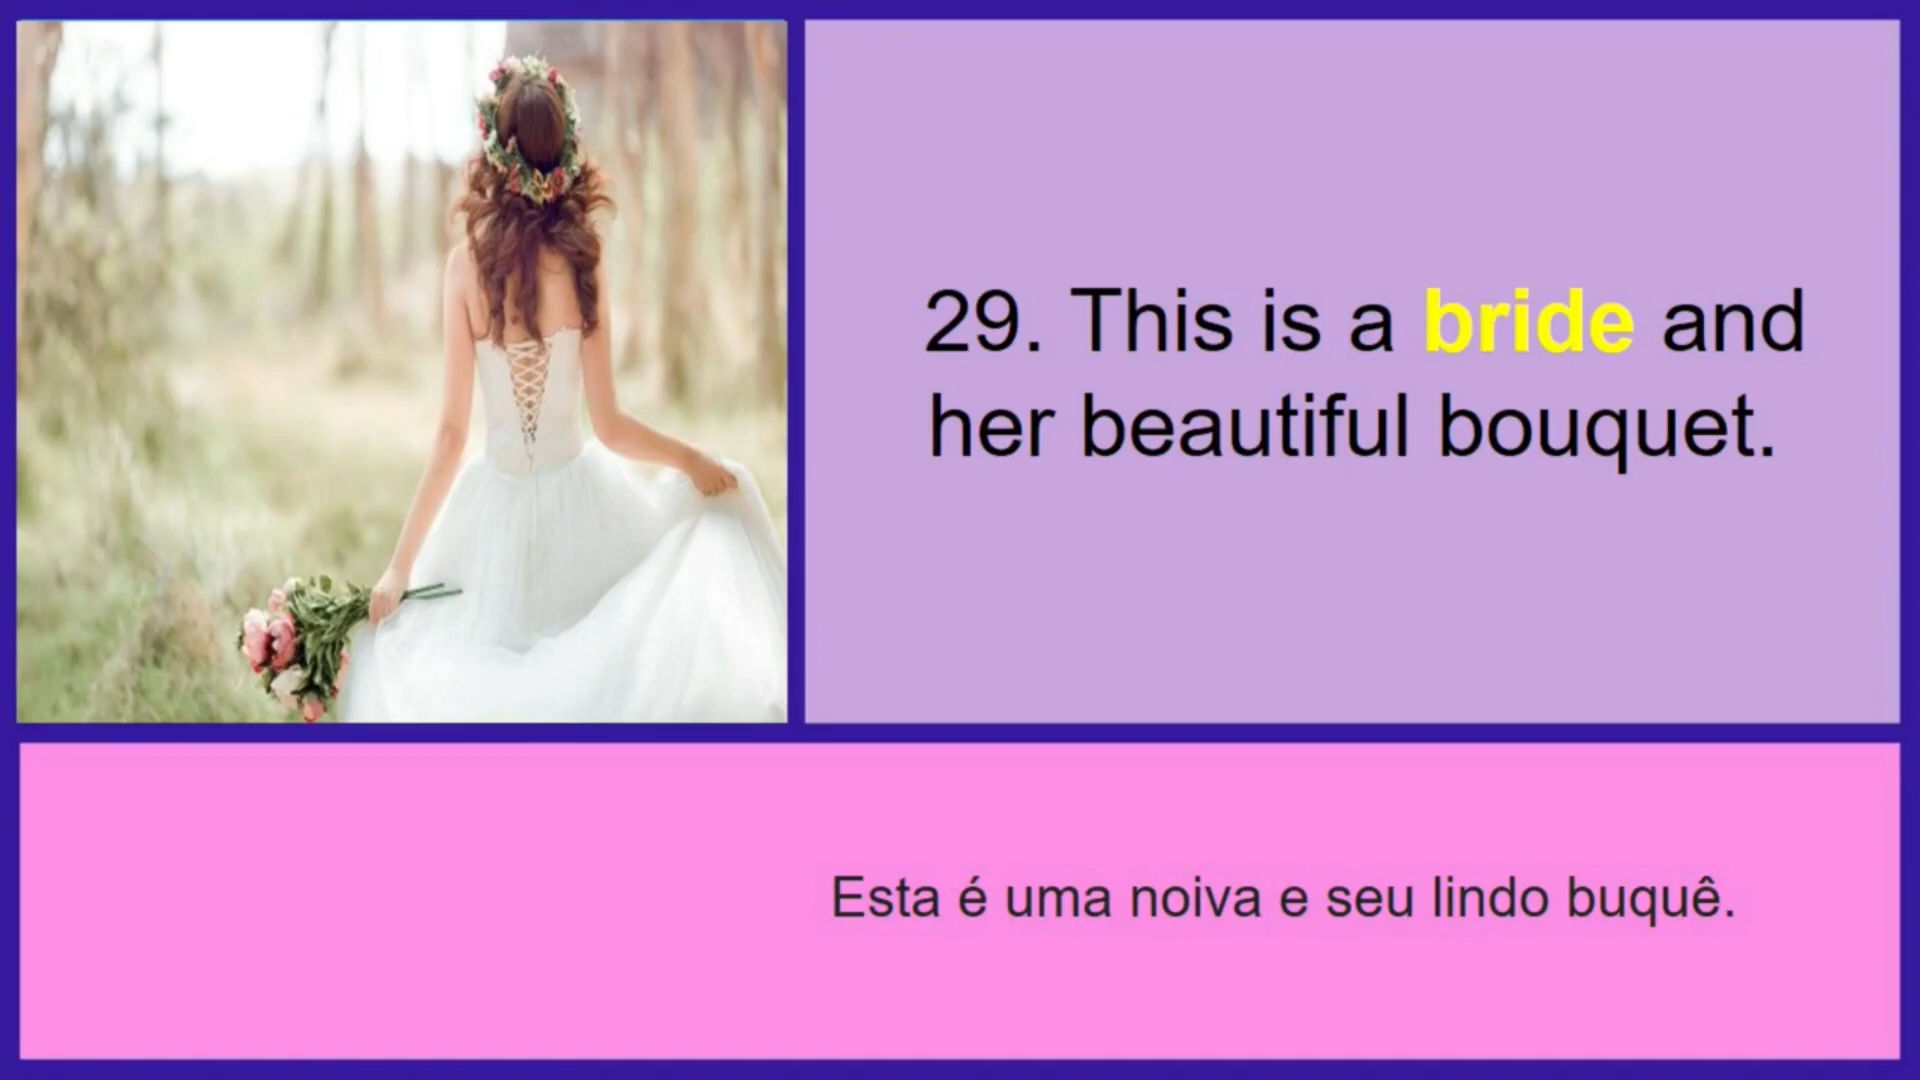 29. This is a bride and
her beautiful bouquet.
Esta é uma noiva e seu lindo buquê.